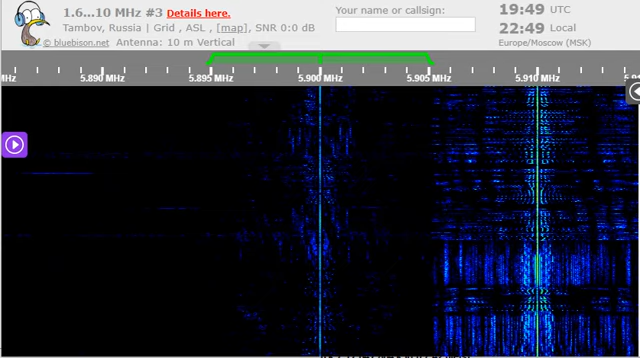 1.6...10 MHz #3 Details here.
Tambov, Russia | Grid , ASL , [map], SNR 0:0 dB
© bluebison.net Antenna: 10 m Vertical
Your name or callsign:
19:49 UTC
22:49 Local
Europe/Moscow (MSK)
MHz 5.890 MHz 5.895 5.900 MHz 5.905 5.910 MHz